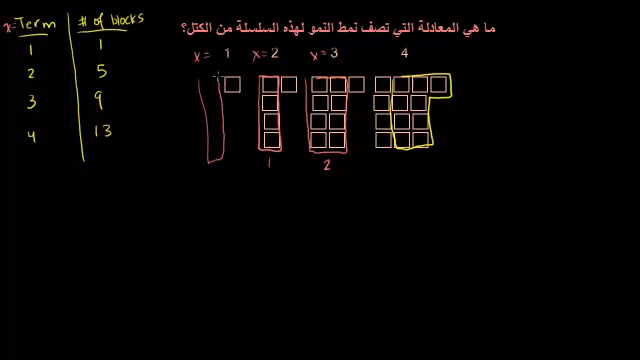 ما هي المعادلة التي تصف نمط النمو لهذه السلسلة من الكتل؟
x- Term # of blocks
1 1
2 5
3 9
4 13
x = 1 x = 2 x = 3 4
1 2